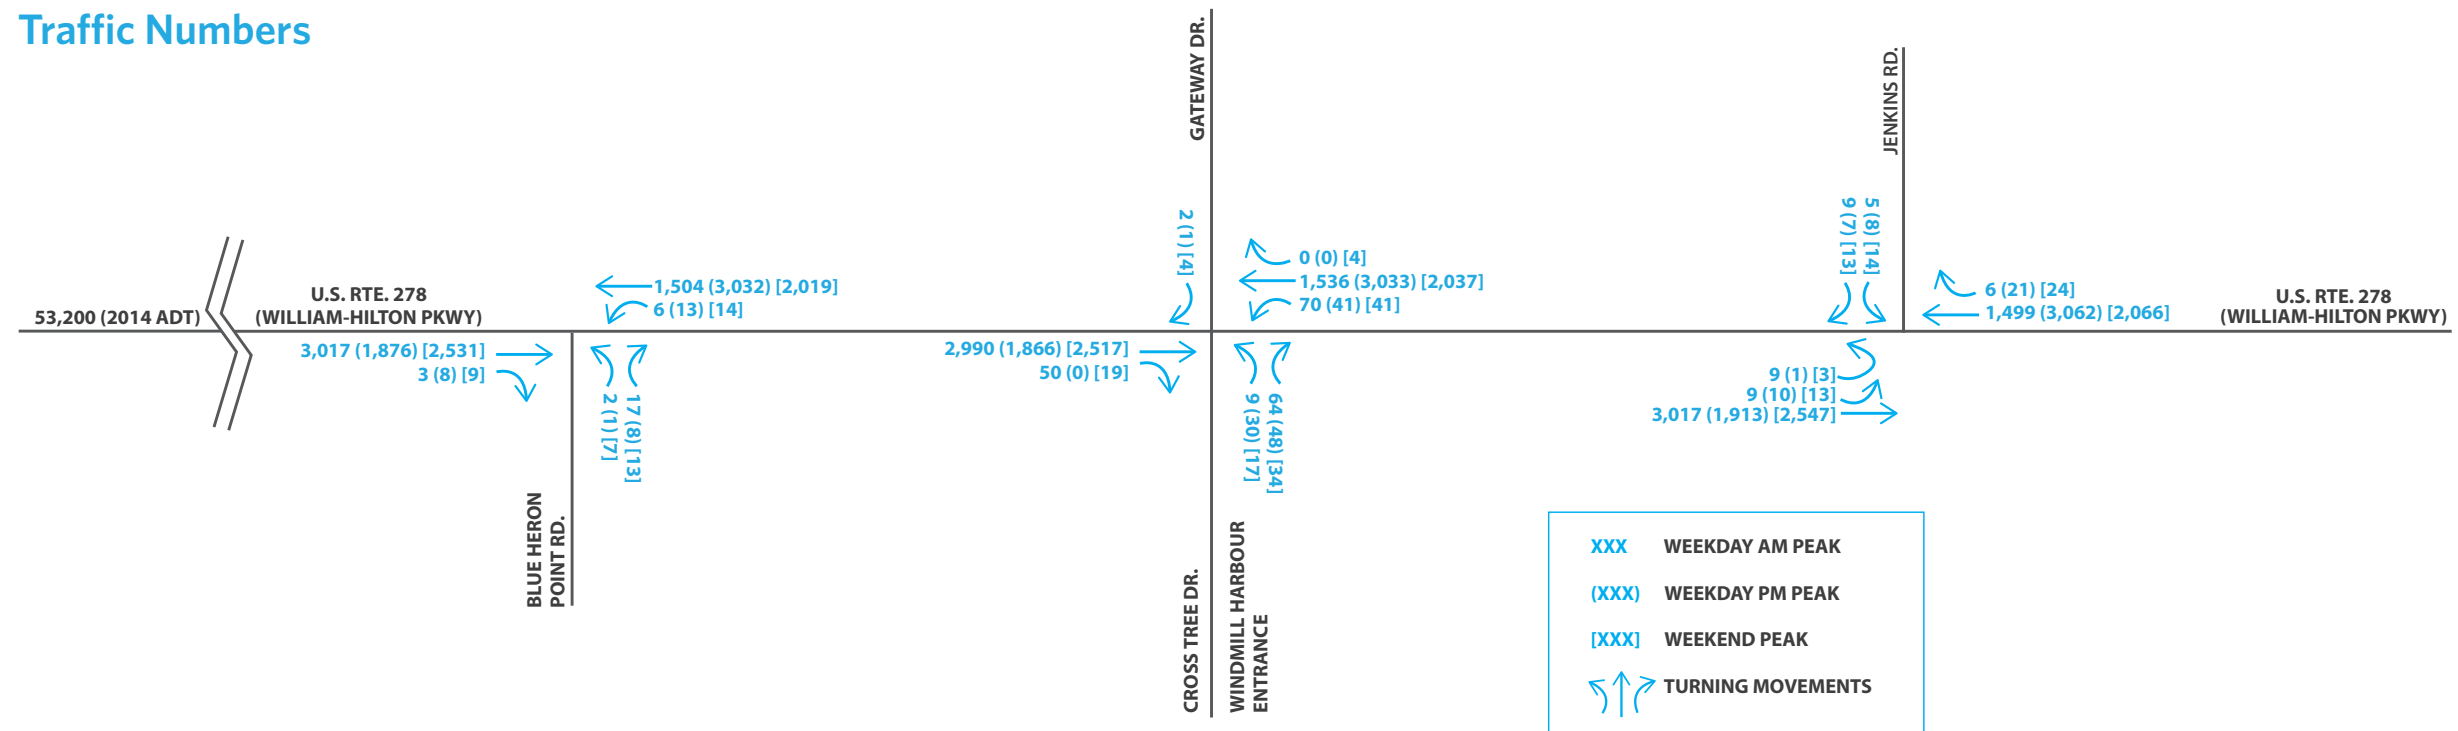 Traffic Numbers
GATEWAY DR.
JENKINS RD.
53,200 (2014 ADT)
U.S. RTE. 278
(WILLIAM-HILTON PKWY)
1,504 (3,032) [2,019]
6 (13) [14]
3,017 (1,876) [2,531]
3 (8) [9]
2 (1) [7]
17 (8) [13]
BLUE HERON
POINT RD.
2 (1) [4]
0 (0) [4]
1,536 (3,033) [2,037]
70 (41) [41]
2,990 (1,866) [2,517]
50 (0) [19]
9 (30) [17]
64 (48) [34]
CROSS TREE DR.
WINDMILL HARBOUR
ENTRANCE
9 (7) [13]
5 (8) [14]
6 (21) [24]
1,499 (3,062) [2,066]
U.S. RTE. 278
(WILLIAM-HILTON PKWY)
9 (1) [3]
9 (10) [13]
3,017 (1,913) [2,547]
XXX WEEKDAY AM PEAK
(XXX) WEEKDAY PM PEAK
[XXX] WEEKEND PEAK
TURNING MOVEMENTS